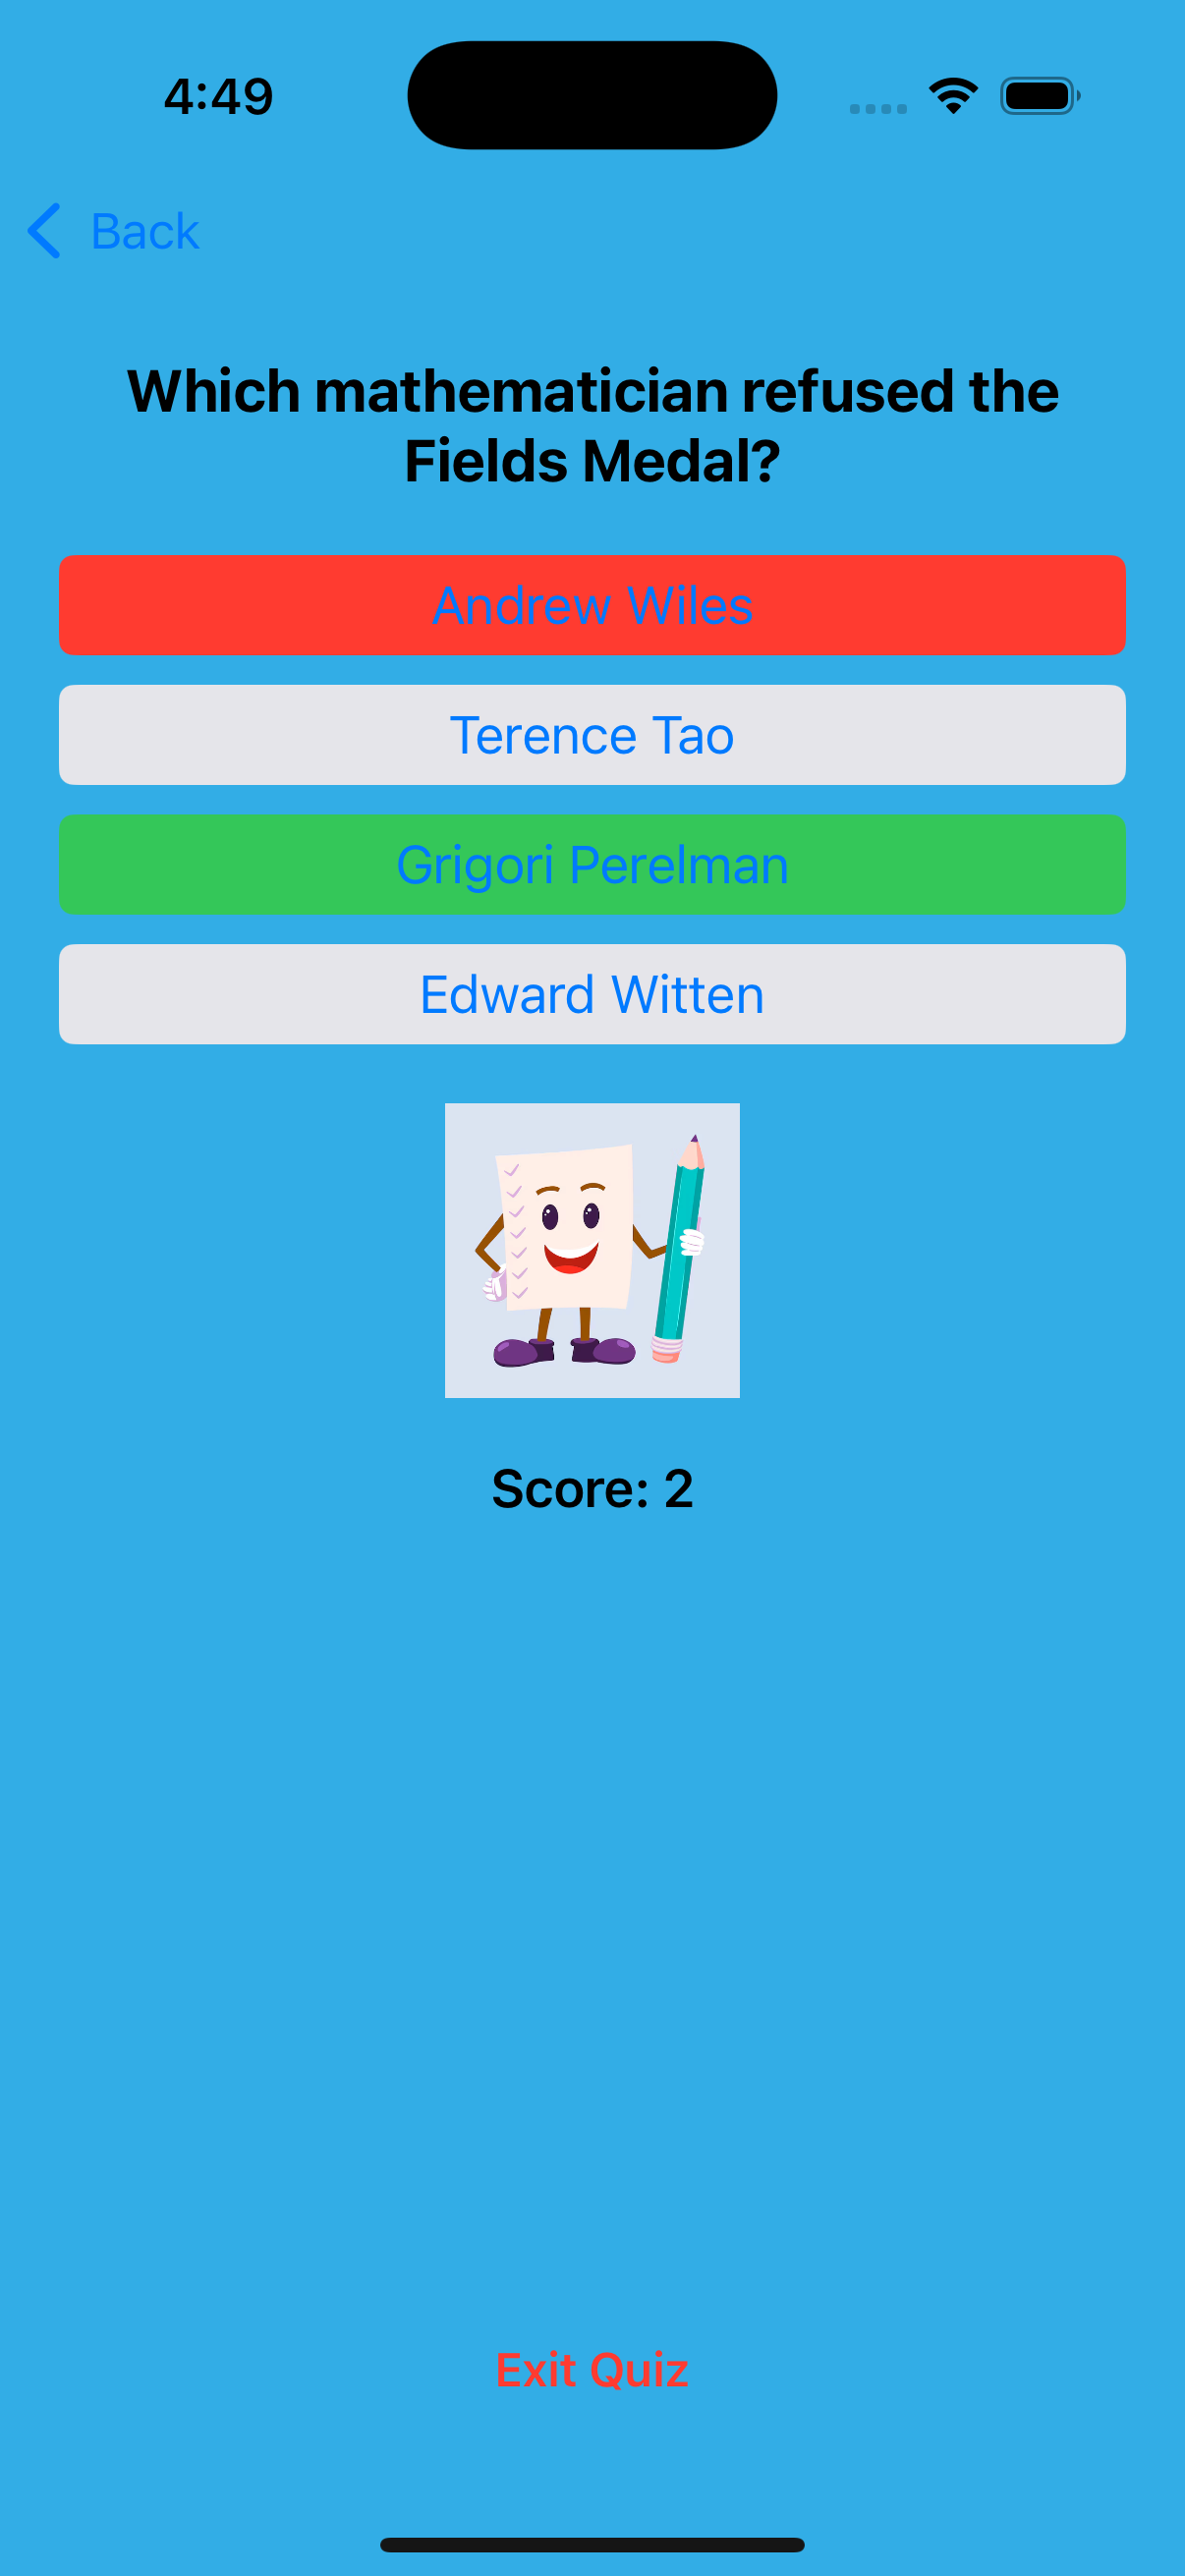 4:49
Back
Which mathematician refused the
Fields Medal?
Andrew Wiles
Terence Tao
Grigori Perelman
Edward Witten
Score: 2
Exit Quiz